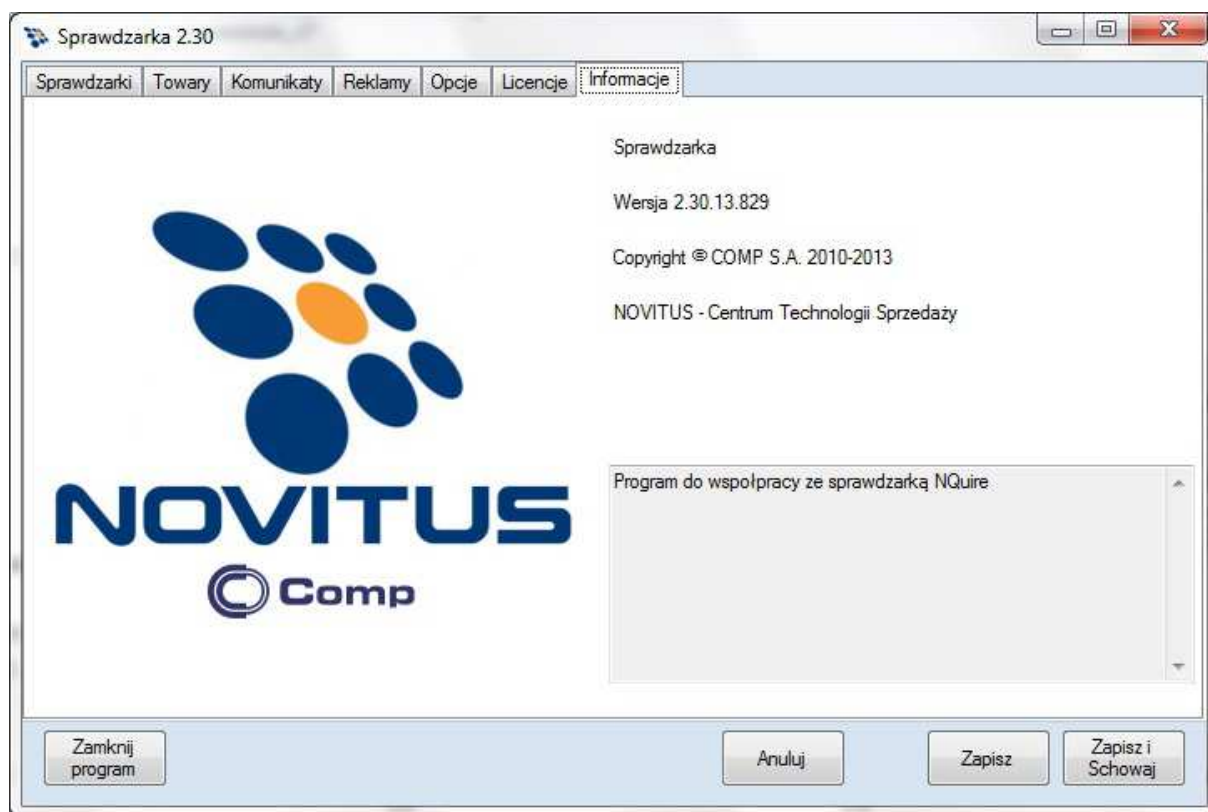 Sprawdzarka 2.30
Sprawdzarki Towary Komunikaty Reklamy Opcje Licencje Informacje
Sprawdzarka
Wersja 2.30.13.829
Copyright © COMP S.A. 2010-2013
NOVITUS - Centrum Technologii Sprzedaży
NOVITUS
Comp
Program do wspołpracy ze sprawdzarką NQuire
Zamknij program
Anuluj
Zapisz
Zapisz i Schowaj